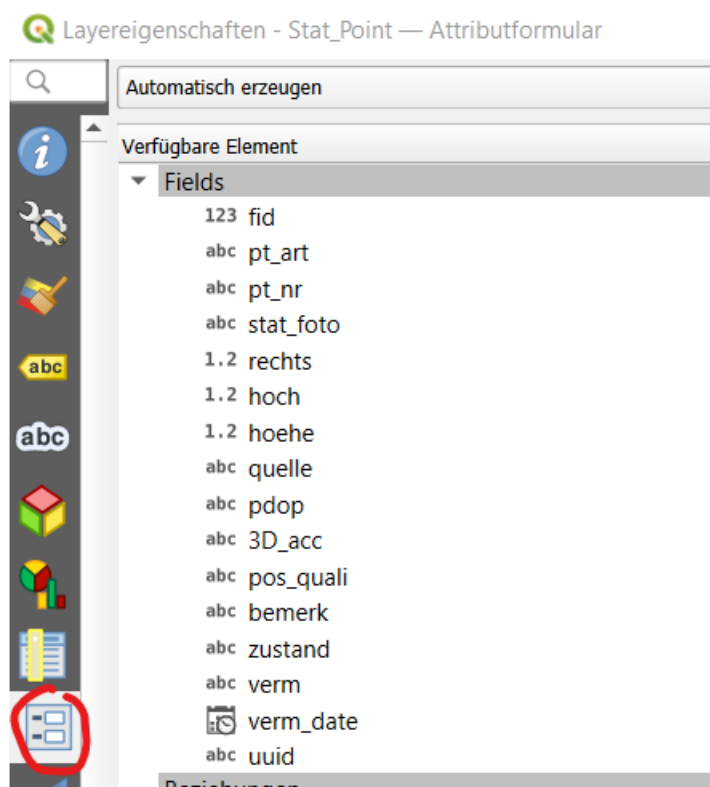 Layereigenschaften - Stat_Point — Attributformular
Automatisch erzeugen
Verfügbare Element
Fields
123 fid
abc pt_art
abc pt_nr
abc stat_foto
1.2 rechts
abc
1.2 hoch
1.2 hoehe
abc
abc quelle
abc pdop
abc 3D_acc
abc pos_quali
abc bemerk
abc zustand
abc verm
verm_date
abc uuid
Beziehungen